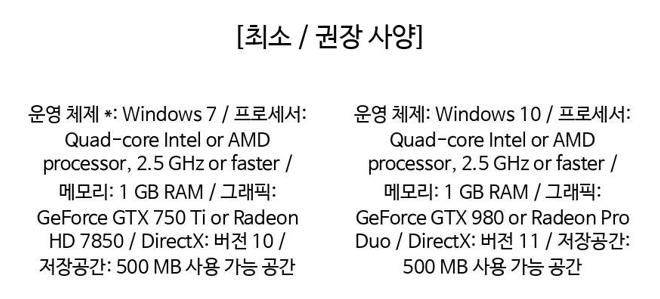 [최소 / 권장 사양]
운영 체제 *: Windows 7 / 프로세서:
Quad-core Intel or AMD
processor, 2.5 GHz or faster /
메모리: 1 GB RAM / 그래픽:
GeForce GTX 750 Ti or Radeon
HD 7850 / DirectX: 버전 10 /
저장공간: 500 MB 사용 가능 공간
운영 체제: Windows 10 / 프로세서:
Quad-core Intel or AMD
processor, 2.5 GHz or faster /
메모리: 1 GB RAM / 그래픽:
GeForce GTX 980 or Radeon Pro
Duo / DirectX: 버전 11 / 저장공간:
500 MB 사용 가능 공간